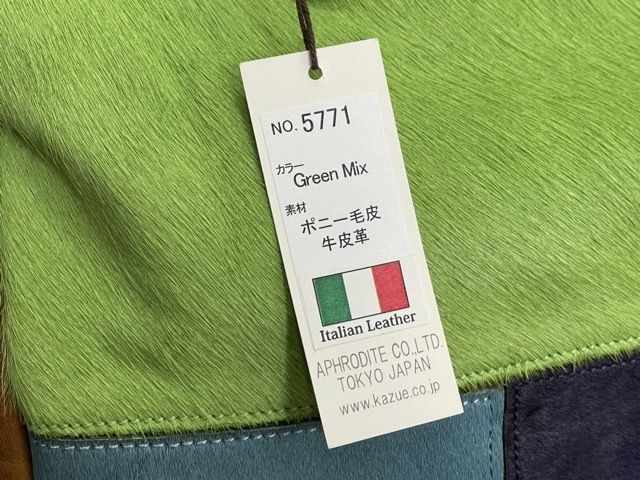 NO. 5771
カラー
Green Mix
素材
ポニー毛皮
牛皮革
Italian Leather
APHRODITE CO.,LTD.
TOKYO JAPAN
www.kazue.co.jp